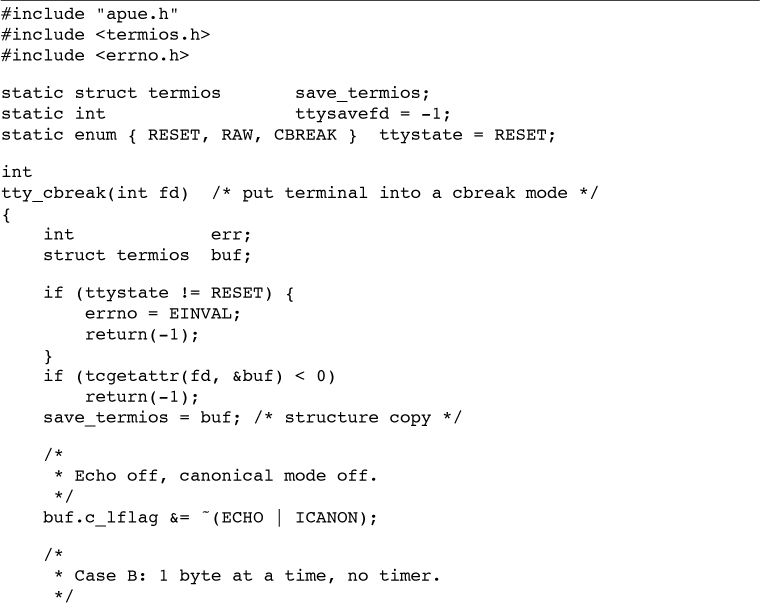 #include "apue.h"
#include <termios.h>
#include <errno.h>
static struct termios       save_termios;
static int                  ttysavefd = -1;
static enum { RESET, RAW, CBREAK }  ttystate = RESET;
int
tty_cbreak(int fd)  /* put terminal into a cbreak mode */
{
    int             err;
    struct termios  buf;
    if (ttystate != RESET) {
        errno = EINVAL;
        return(-1);
    }
    if (tcgetattr(fd, &buf) < 0)
        return(-1);
    save_termios = buf; /* structure copy */
    /*
     * Echo off, canonical mode off.
     */
    buf.c_lflag &= ~(ECHO | ICANON);
    /*
     * Case B: 1 byte at a time, no timer.
     */